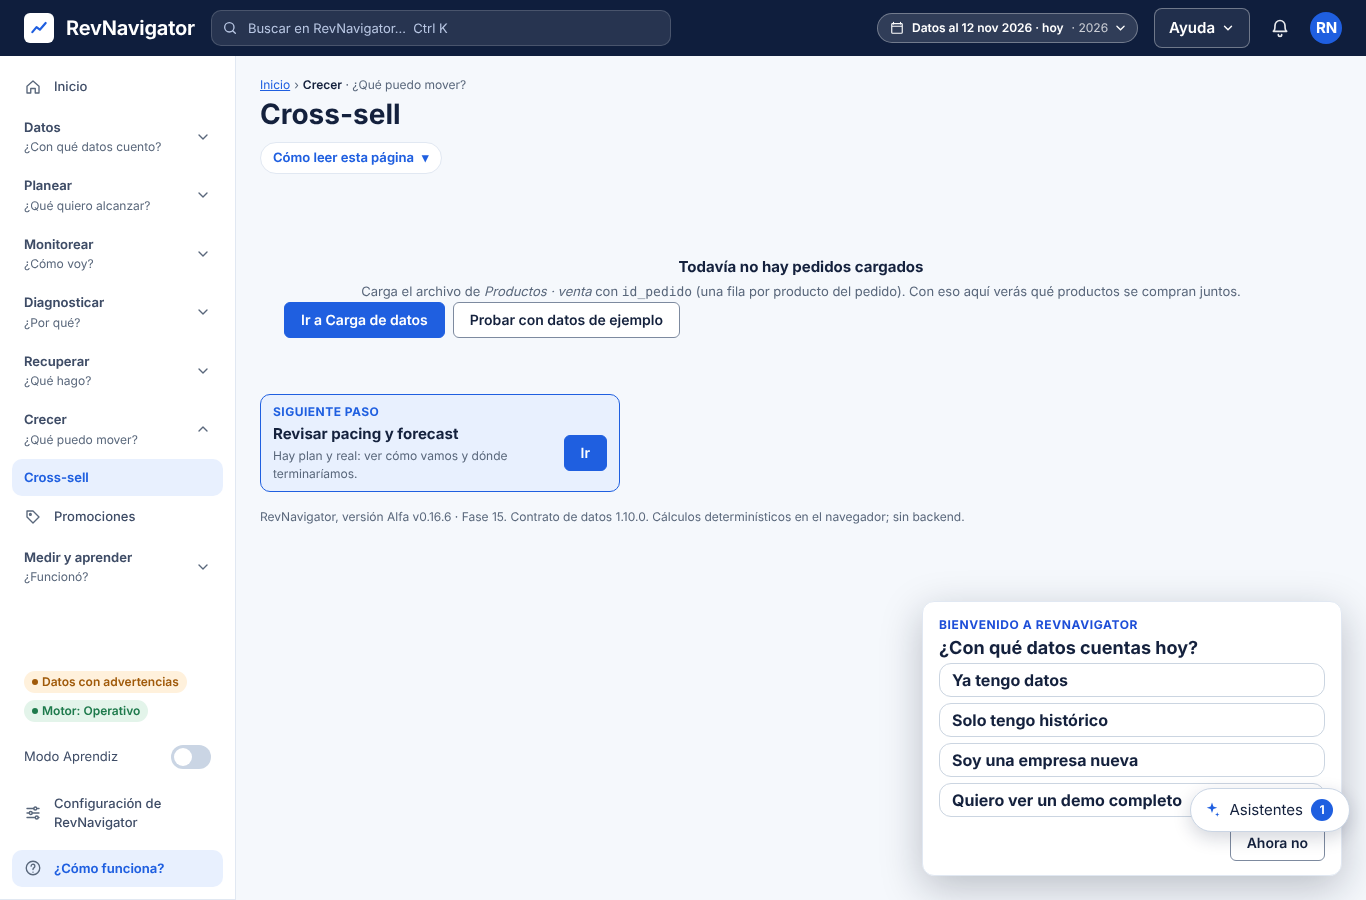 RevNavigator
Buscar en RevNavigator... Ctrl K
Datos al 12 nov 2026 · hoy · 2026
Ayuda
RN
Inicio
Datos
¿Con qué datos cuento?
Planear
¿Qué quiero alcanzar?
Monitorear
¿Cómo voy?
Diagnosticar
¿Por qué?
Recuperar
¿Qué hago?
Crecer
¿Qué puedo mover?
Cross-sell
Promociones
Medir y aprender
¿Funcionó?
Datos con advertencias
Motor: Operativo
Modo Aprendiz
Configuración de
RevNavigator
¿Cómo funciona?
Inicio › Crecer · ¿Qué puedo mover?
Cross-sell
Cómo leer esta página ▼
Todavía no hay pedidos cargados
Carga el archivo de Productos · venta con id_pedido (una fila por producto del pedido). Con eso aquí verás qué productos se compran juntos.
Ir a Carga de datos
Probar con datos de ejemplo
SIGUIENTE PASO
Revisar pacing y forecast
Hay plan y real: ver cómo vamos y dónde
terminaríamos.
Ir
RevNavigator, versión Alfa v0.16.6 · Fase 15. Contrato de datos 1.10.0. Cálculos determinísticos en el navegador; sin backend.
BIENVENIDO A REVNAVIGATOR
¿Con qué datos cuentas hoy?
Ya tengo datos
Solo tengo histórico
Soy una empresa nueva
Quiero ver un demo completo
Asistentes 1
Ahora no